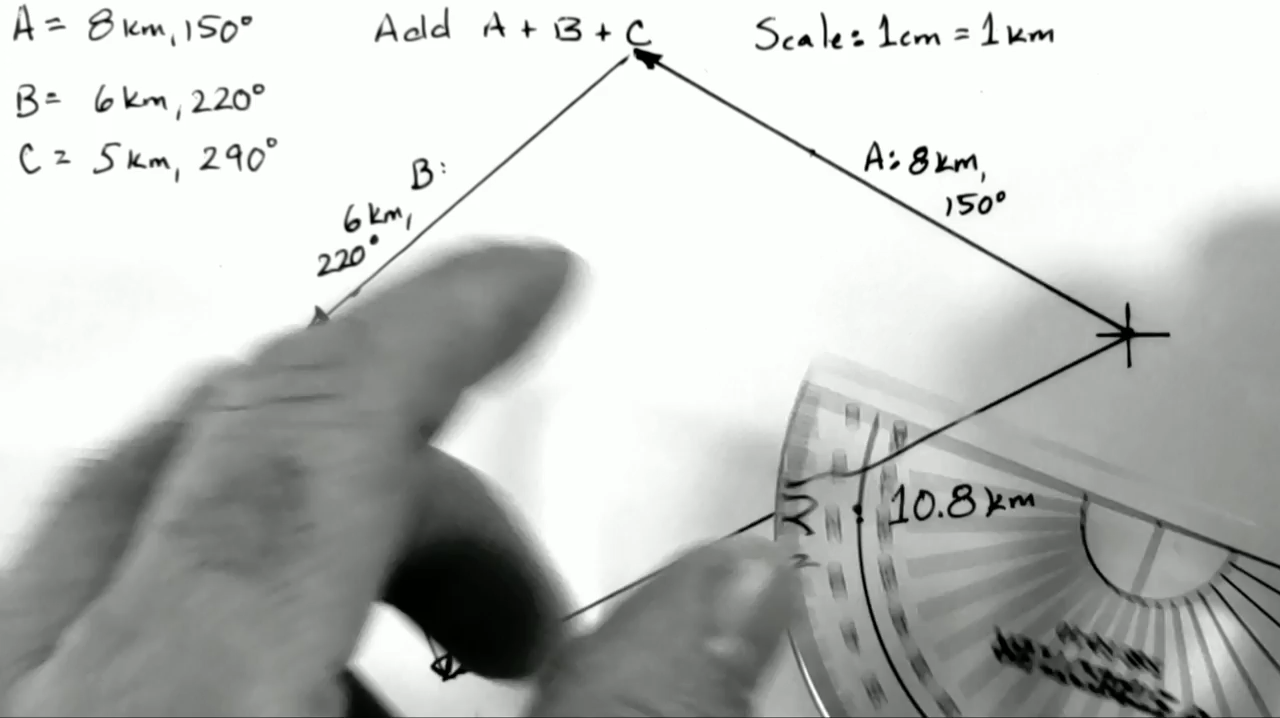 A = 8 km, 150°
Add A + B + C
Scale: 1cm = 1 km
B = 6 km, 220°
C = 5 km, 290°
A: 8 km,
150°
B:
6 km,
220°
10.8 km